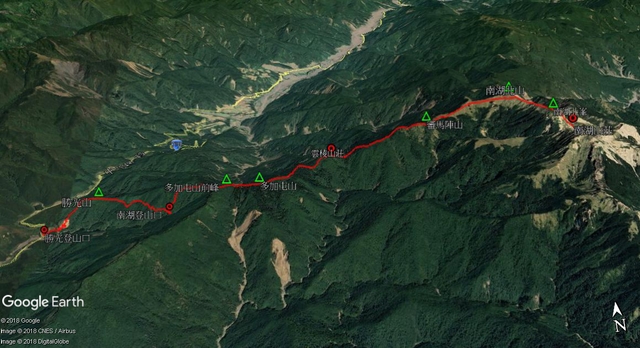 南湖北山
審馬陣山
雲稜山莊
多加屯山前峰
多加屯山
勝光山
南湖登山口
勝光登山口
Google Earth
© 2018 Google
Image © 2018 CNES / Airbus
Image © 2018 DigitalGlobe
N